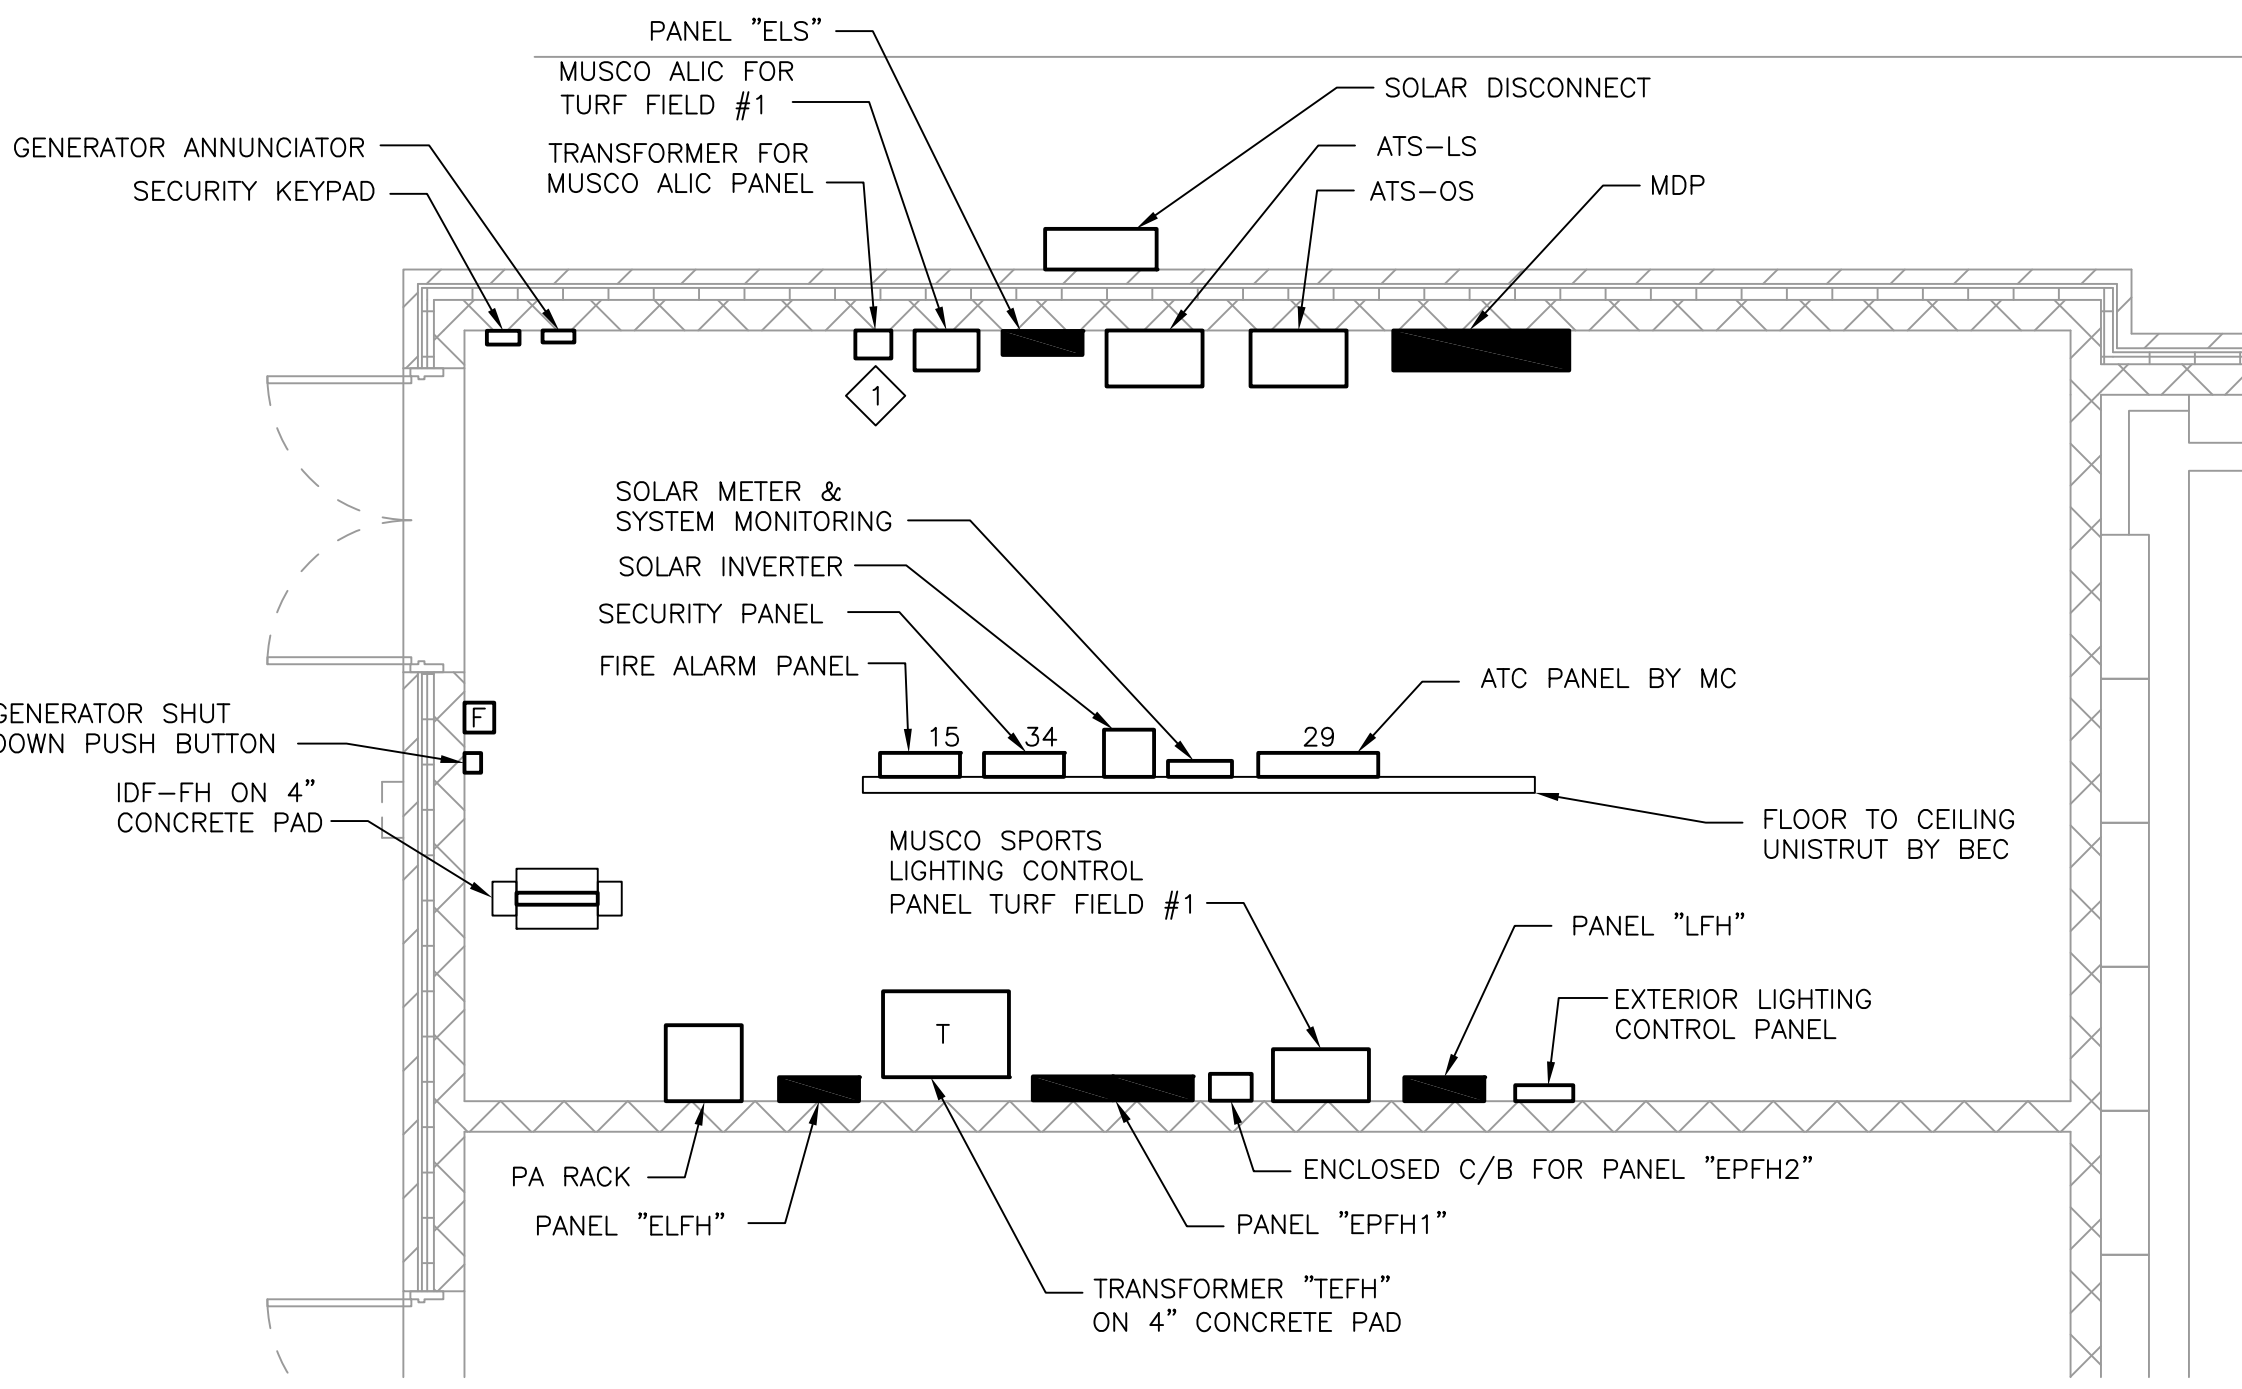 PANEL "ELS"
MUSCO ALIC FOR
TURF FIELD #1
SOLAR DISCONNECT
GENERATOR ANNUNCIATOR
TRANSFORMER FOR
MUSCO ALIC PANEL
ATS-LS
SECURITY KEYPAD
ATS-OS
MDP
1
SOLAR METER &
SYSTEM MONITORING
SOLAR INVERTER
SECURITY PANEL
FIRE ALARM PANEL
ATC PANEL BY MC
GENERATOR SHUT
DOWN PUSH BUTTON
F
15
34
29
IDF-FH ON 4"
CONCRETE PAD
FLOOR TO CEILING
UNISTRUT BY BEC
MUSCO SPORTS
LIGHTING CONTROL
PANEL TURF FIELD #1
PANEL "LFH"
EXTERIOR LIGHTING
CONTROL PANEL
T
PA RACK
ENCLOSED C/B FOR PANEL "EPFH2"
PANEL "ELFH"
PANEL "EPFH1"
TRANSFORMER "TEFH"
ON 4" CONCRETE PAD